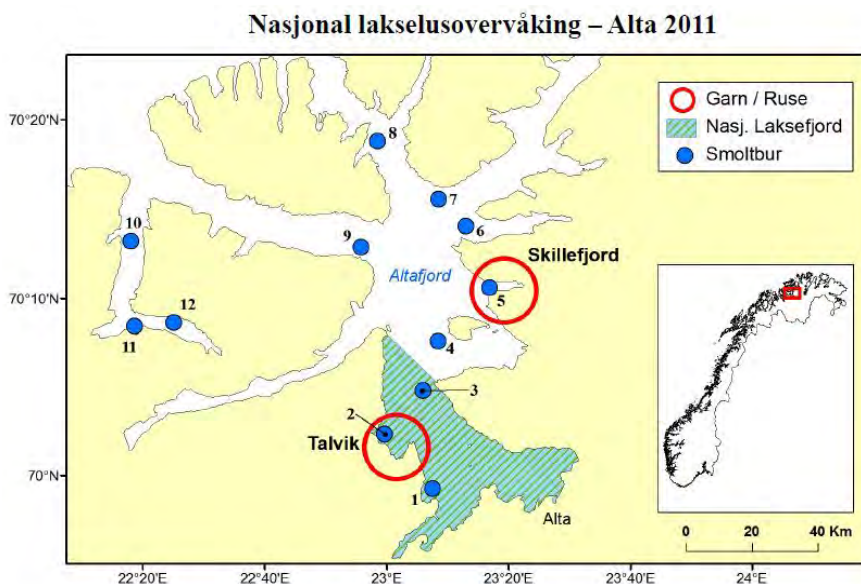 Nasjonal lakselusovervåking – Alta 2011
70°20'N
70°10'N
70°N
22°20'E
22°40'E
23°E
23°20'E
23°40'E
24°E
8
7
6
9
10
Altafjord
Skillefjord
5
12
11
4
3
2
Talvik
1
Alta
Garn / Ruse
Nasj. Laksefjord
Smoltbur
0 20 40 Km